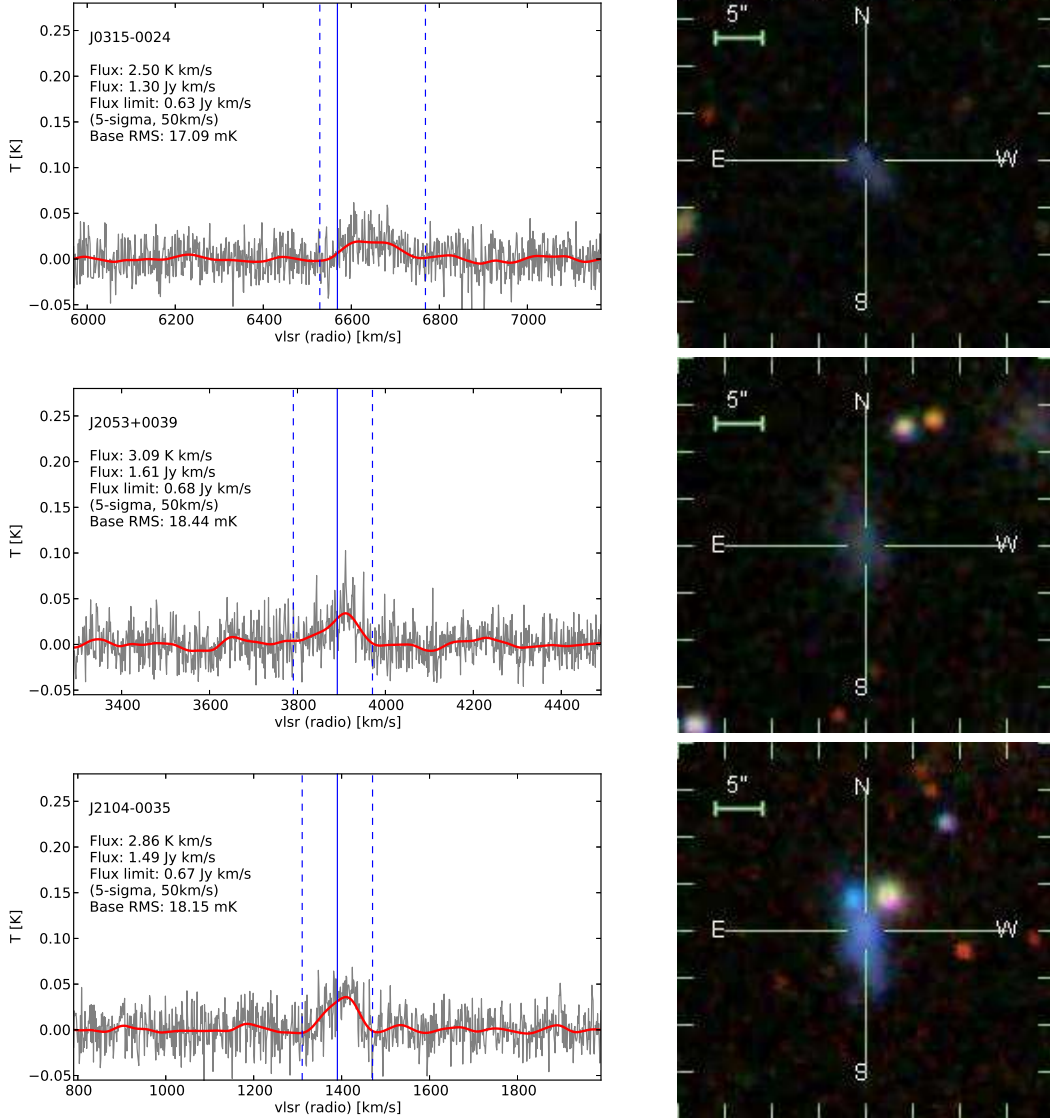 J0315-0024
Flux: 2.50 K km/s
Flux: 1.30 Jy km/s
Flux limit: 0.63 Jy km/s
(5-sigma, 50km/s)
Base RMS: 17.09 mK
T [K]
0.25
0.20
0.15
0.10
0.05
0.00
−0.05
6000 6200 6400 6600 6800 7000
vlsr (radio) [km/s]
5"
N
E W
S
J2053+0039
Flux: 3.09 K km/s
Flux: 1.61 Jy km/s
Flux limit: 0.68 Jy km/s
(5-sigma, 50km/s)
Base RMS: 18.44 mK
T [K]
0.25
0.20
0.15
0.10
0.05
0.00
−0.05
3400 3600 3800 4000 4200 4400
vlsr (radio) [km/s]
5"
N
E W
S
J2104-0035
Flux: 2.86 K km/s
Flux: 1.49 Jy km/s
Flux limit: 0.67 Jy km/s
(5-sigma, 50km/s)
Base RMS: 18.15 mK
T [K]
0.25
0.20
0.15
0.10
0.05
0.00
−0.05
800 1000 1200 1400 1600 1800
vlsr (radio) [km/s]
5"
N
E W
S